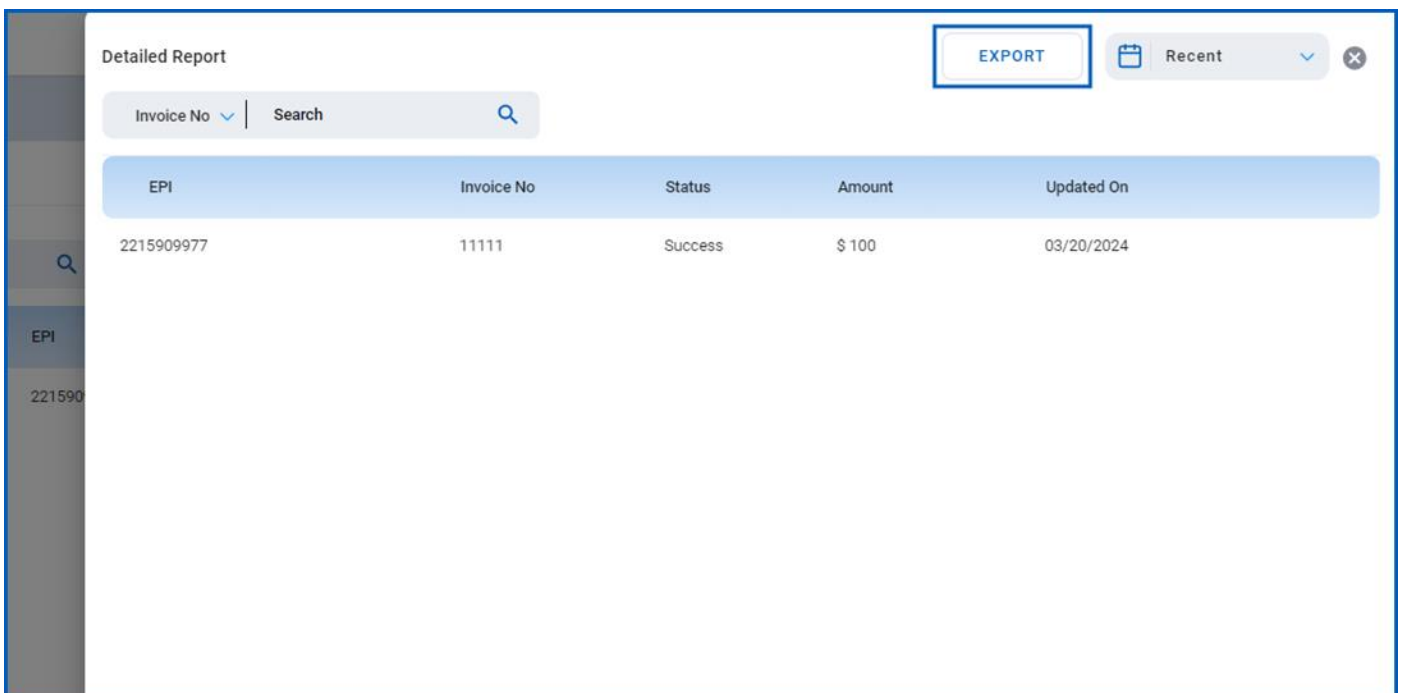 Detailed Report
EXPORT
Recent
Invoice No
Search
EPI Invoice No Status Amount Updated On
2215909977 11111 Success $ 100 03/20/2024
EPI
221590